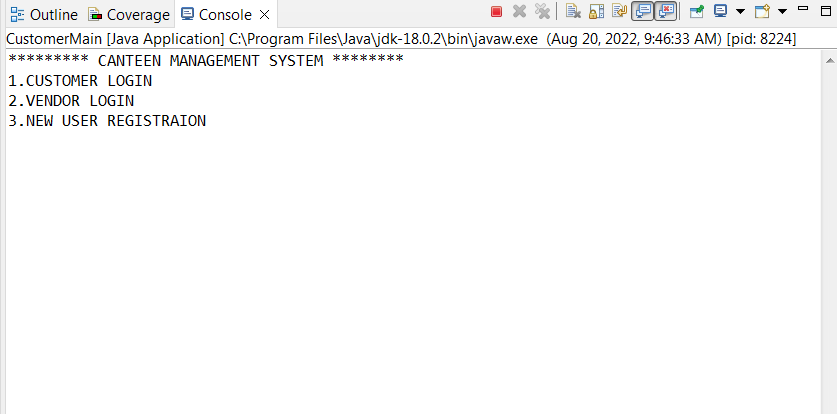 Outline Coverage Console
CustomerMain [Java Application] C:\Program Files\Java\jdk-18.0.2\bin\javaw.exe (Aug 20, 2022, 9:46:33 AM) [pid: 8224]
********* CANTEEN MANAGEMENT SYSTEM ********
1.CUSTOMER LOGIN
2.VENDOR LOGIN
3.NEW USER REGISTRAION